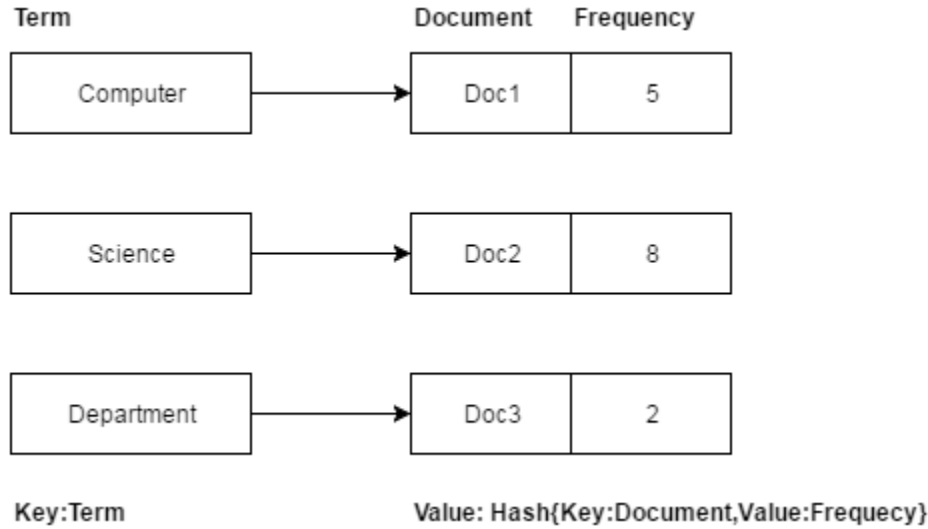 Term Document Frequency
Computer Doc1 5
Science Doc2 8
Department Doc3 2
Key:Term Value: Hash{Key:Document,Value:Frequecy}